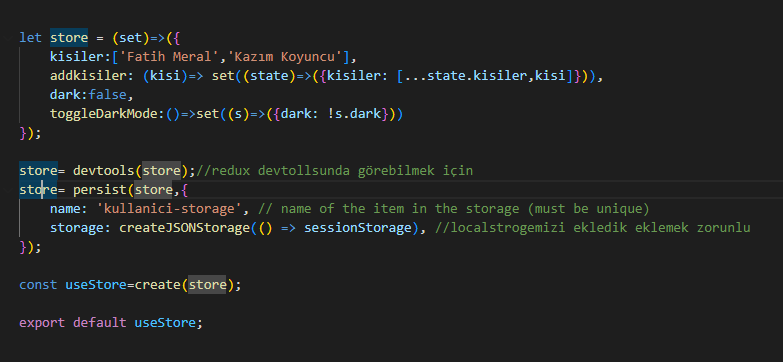 let store = (set)=>({
    kisiler:['Fatih Meral','Kazım Koyuncu'],
    addkisiler: (kisi)=> set((state)=>({kisiler: [...state.kisiler,kisi]})),
    dark:false,
    toggleDarkMode:()=>set((s)=>({dark: !s.dark}))
});
store= devtools(store);//redux devtollsunda görebilmek için
store= persist(store,{
    name: 'kullanici-storage', // name of the item in the storage (must be unique)
    storage: createJSONStorage(() => sessionStorage), //localstrogemizi ekledik eklemek zorunlu
});
const useStore=create(store);
export default useStore;